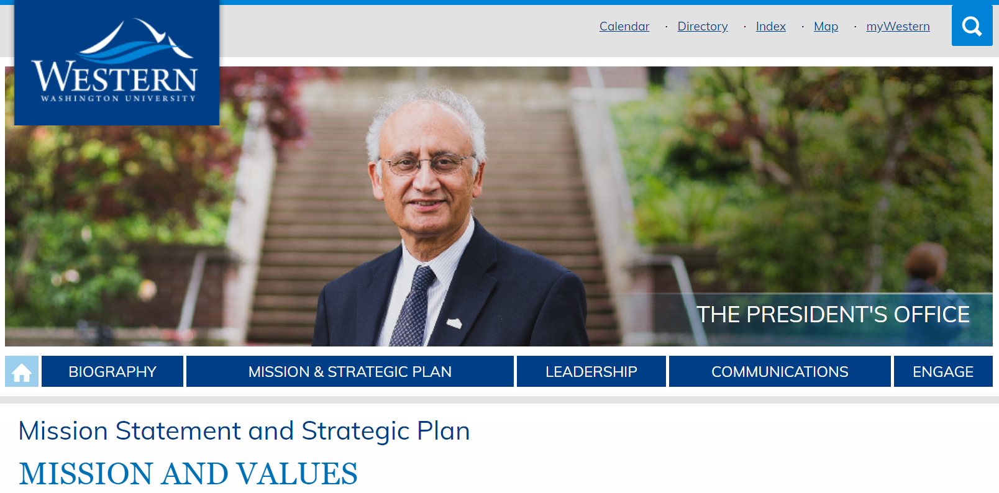 WESTERN
WASHINGTON UNIVERSITY
Calendar · Directory · Index · Map · myWestern
THE PRESIDENT'S OFFICE
BIOGRAPHY MISSION & STRATEGIC PLAN LEADERSHIP COMMUNICATIONS ENGAGE
Mission Statement and Strategic Plan
MISSION AND VALUES